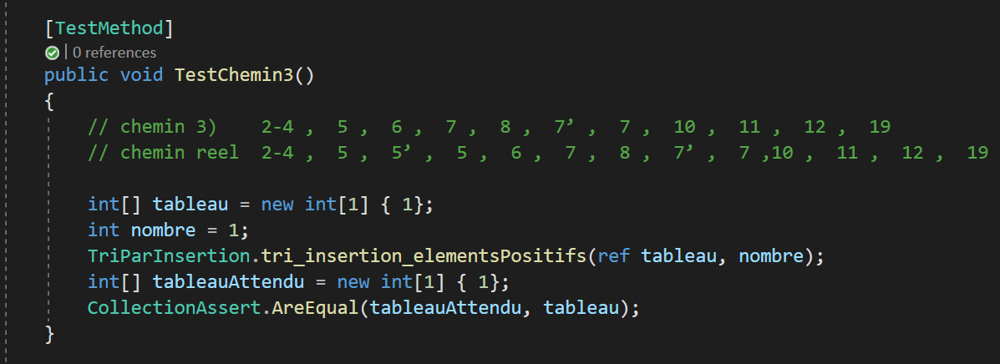 [TestMethod]
| 0 references
public void TestChemin3()
{
// chemin 3)    2-4 ,  5 ,  6 ,  7 ,  8 ,  7’ ,  7 ,  10 ,  11 ,  12 ,  19
// chemin reel  2-4 ,  5 ,  5’ ,  5 ,  6 ,  7 ,  8 ,  7’ ,  7 ,10 ,  11 ,  12 ,  19
int[] tableau = new int[1] { 1};
int nombre = 1;
TriParInsertion.tri_insertion_elementsPositifs(ref tableau, nombre);
int[] tableauAttendu = new int[1] { 1};
CollectionAssert.AreEqual(tableauAttendu, tableau);
}